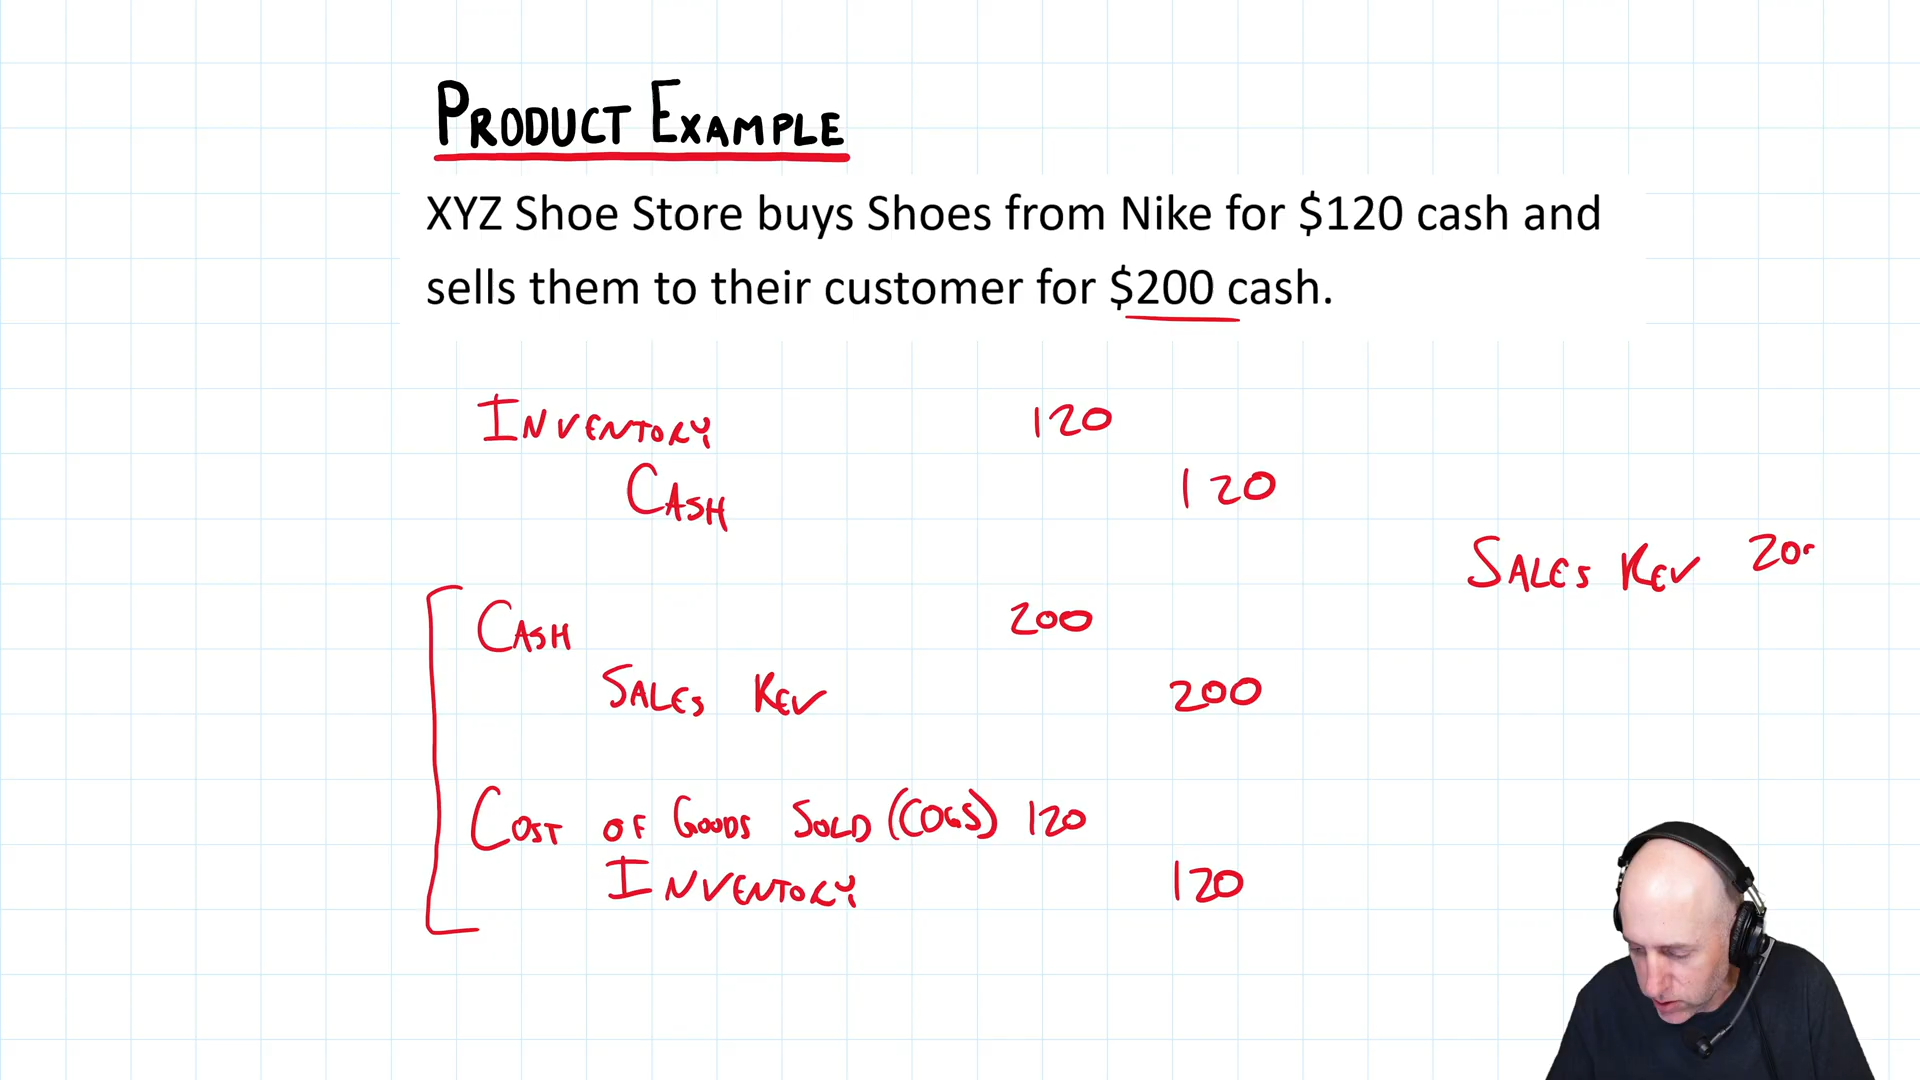 PRODUCT EXAMPLE
XYZ Shoe Store buys Shoes from Nike for $120 cash and
sells them to their customer for $200 cash.
INVENTORY 120
CASH 120
SALES REV 200
CASH 200
SALES REV 200
COST OF GOODS SOLD (COGS) 120
INVENTORY 120